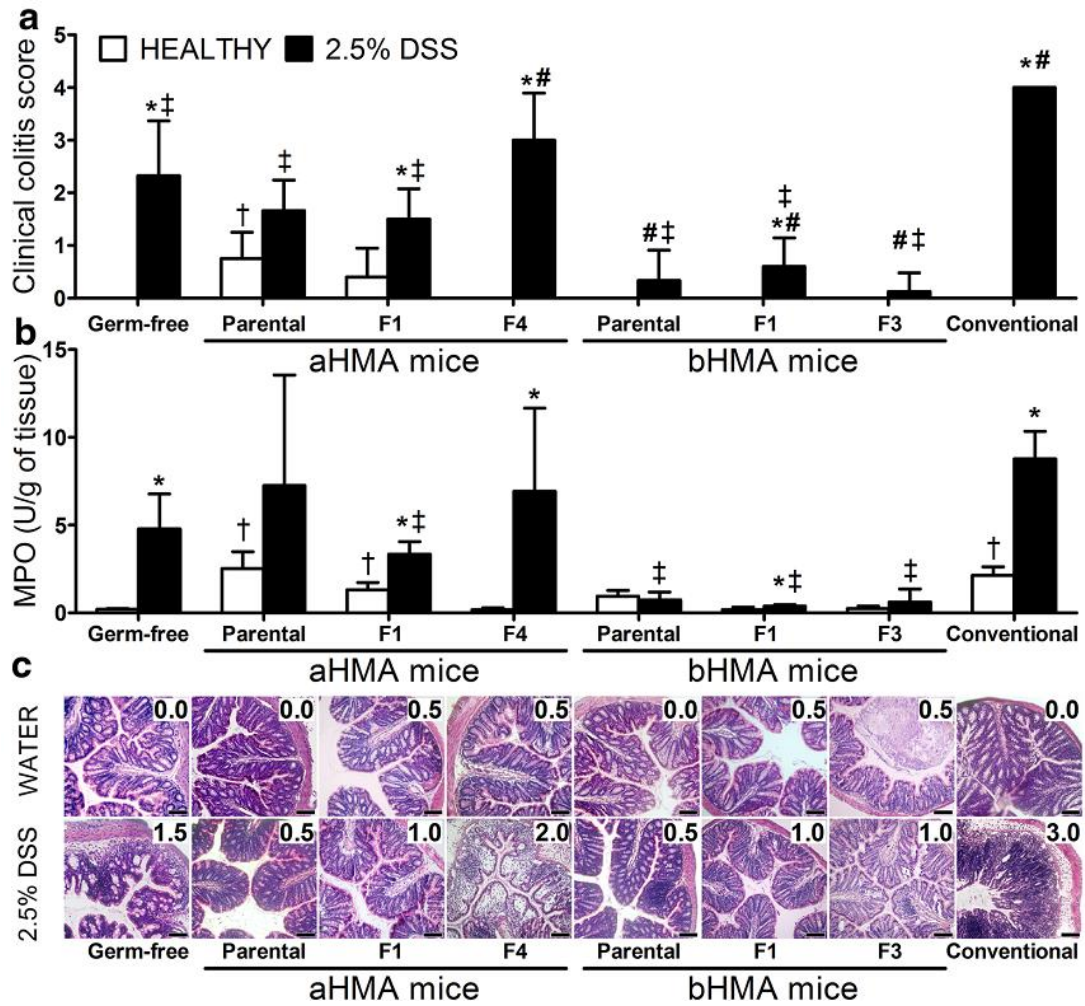 a
5
4
3
2
1
0
Clinical colitis score
HEALTHY 2.5% DSS
*‡
†
‡
*‡
*#
#‡
‡
*#
#‡
*#
Germ-free Parental F1 F4 Parental F1 F3 Conventional
aHMA mice bHMA mice
b
15
10
5
0
MPO (U/g of tissue)
*
†
†
*‡
*
‡
*‡
‡
†
*
Germ-free Parental F1 F4 Parental F1 F3 Conventional
aHMA mice bHMA mice
c
WATER
0.0 0.0 0.5 0.5 0.0 0.0 0.5 0.0
2.5% DSS
1.5 0.5 1.0 2.0 0.5 1.0 1.0 3.0
Germ-free Parental F1 F4 Parental F1 F3 Conventional
aHMA mice bHMA mice